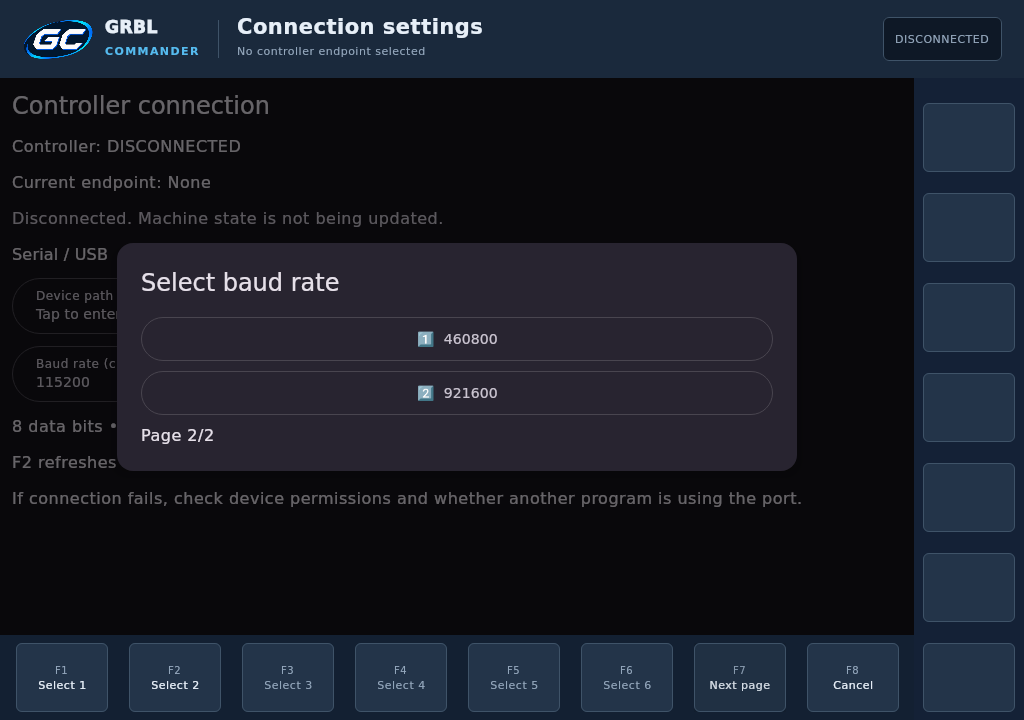 GC
GRBL
COMMANDER
Connection settings
No controller endpoint selected
DISCONNECTED
Controller connection
Controller: DISCONNECTED
Current endpoint: None
Disconnected. Machine state is not being updated.
Serial / USB
Device path
Tap to enter
Baud rate (c
115200
8 data bits •
F2 refreshes
If connection fails, check device permissions and whether another program is using the port.
Select baud rate
1 460800
2 921600
Page 2/2
F1
Select 1
F2
Select 2
F3
Select 3
F4
Select 4
F5
Select 5
F6
Select 6
F7
Next page
F8
Cancel